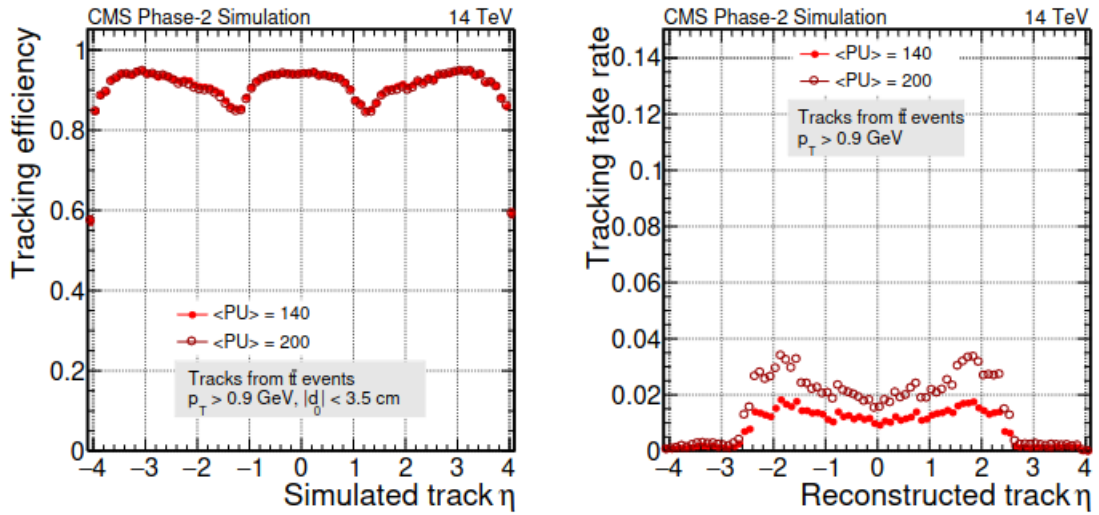 CMS Phase-2 Simulation 14 TeV
Tracking efficiency
1
0.8
0.6
0.4
0.2
0
<PU> = 140
<PU> = 200
Tracks from tt̄ events
p_T > 0.9 GeV, |d_0| < 3.5 cm
−4 −3 −2 −1 0 1 2 3 4
Simulated track η
CMS Phase-2 Simulation 14 TeV
Tracking fake rate
0.14
0.12
0.1
0.08
0.06
0.04
0.02
0
<PU> = 140
<PU> = 200
Tracks from tt̄ events
p_T > 0.9 GeV
−4 −3 −2 −1 0 1 2 3 4
Reconstructed track η